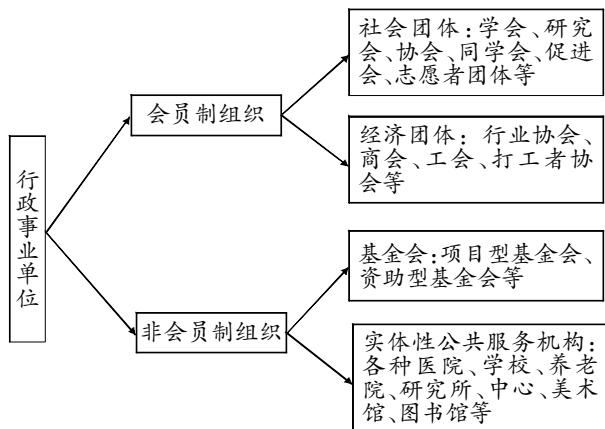 社会团体:学会、研究
会、协会、同学会、促进
会、志愿者团体等
会员制组织
经济团体: 行业协会、
商会、工会、打工者协
会等
行政事业单位
基金会:项目型基金会、
资助型基金会等
非会员制组织
实体性公共服务机构:
各种医院、学校、养老
院、研究所、中心、美术
馆、图书馆等